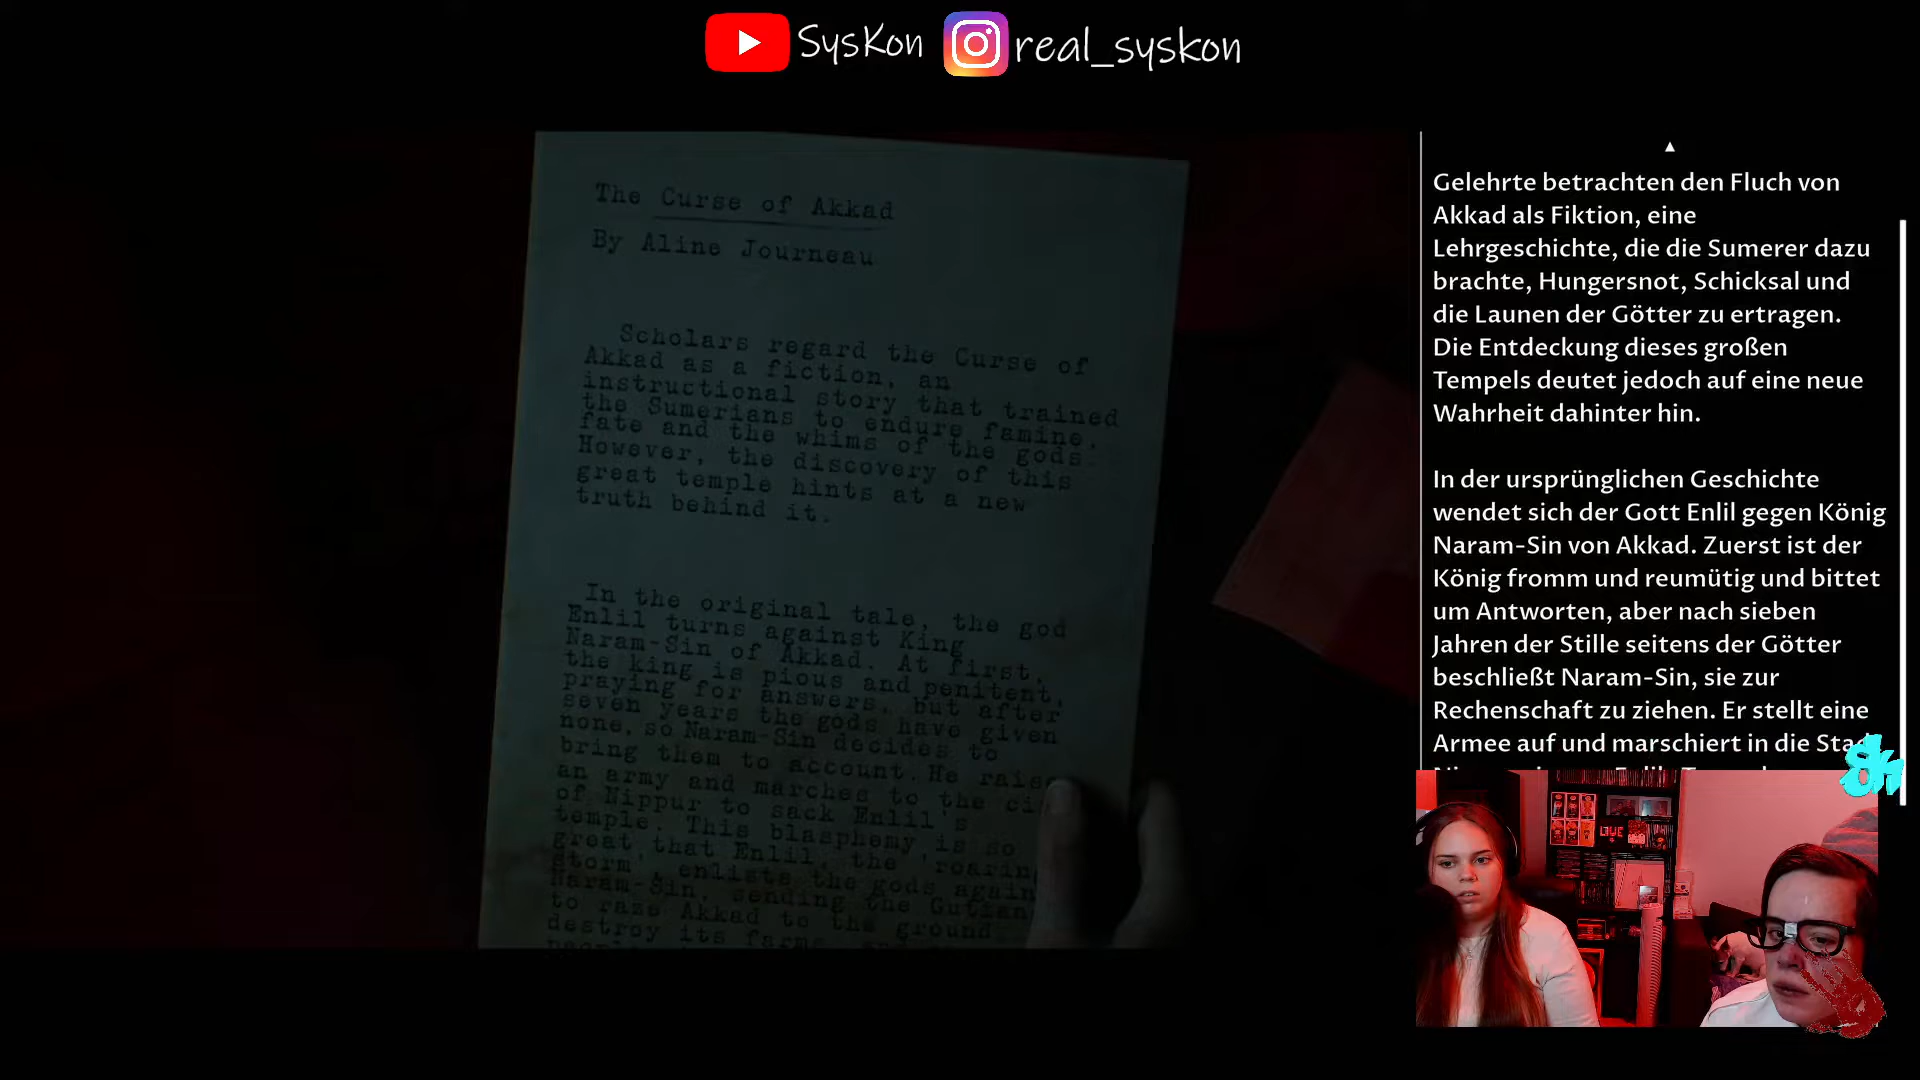 SysKon real_syskon
The Curse of Akkad
By Aline Journeau
Scholars regard the Curse of
Akkad as a fiction, an
instructional story that trained
the Sumerians to endure famine,
fate and the whims of the gods.
However, the discovery of this
great temple hints at a new
truth behind it.
In the original tale, the god
Enlil turns against King
Naram-Sin of Akkad. At first,
the king is pious and penitent,
praying for answers, but after
seven years the gods have given
none, so Naram-Sin decides to
bring them to account. He
an army and marches to the
of Nippur to sack Enlil's
temple. This blasphemy is so
great, that Enlil, the
storm, enlists the gods
Naram-Sin, sending the
to raze Akkad to the ground,
destroy its farms,
Gelehrte betrachten den Fluch von
Akkad als Fiktion, eine
Lehrgeschichte, die die Sumerer dazu
brachte, Hungersnot, Schicksal und
die Launen der Götter zu ertragen.
Die Entdeckung dieses großen
Tempels deutet jedoch auf eine neue
Wahrheit dahinter hin.
In der ursprünglichen Geschichte
wendet sich der Gott Enlil gegen König
Naram-Sin von Akkad. Zuerst ist der
König fromm und reumütig und bittet
um Antworten, aber nach sieben
Jahren der Stille seitens der Götter
beschließt Naram-Sin, sie zur
Rechenschaft zu ziehen. Er stellt eine
Armee auf und marschiert in die
LIVE